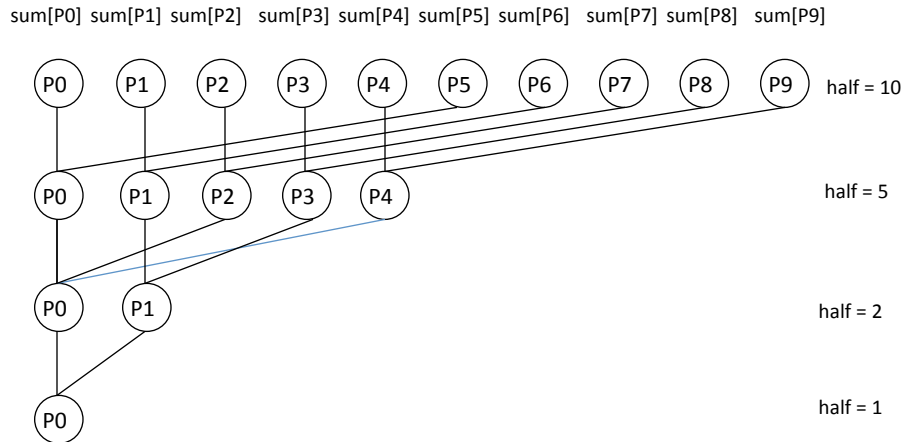 sum[P0] sum[P1] sum[P2] sum[P3] sum[P4] sum[P5] sum[P6] sum[P7] sum[P8] sum[P9]
P0 P1 P2 P3 P4 P5 P6 P7 P8 P9 half = 10
P0 P1 P2 P3 P4 half = 5
P0 P1 half = 2
P0 half = 1